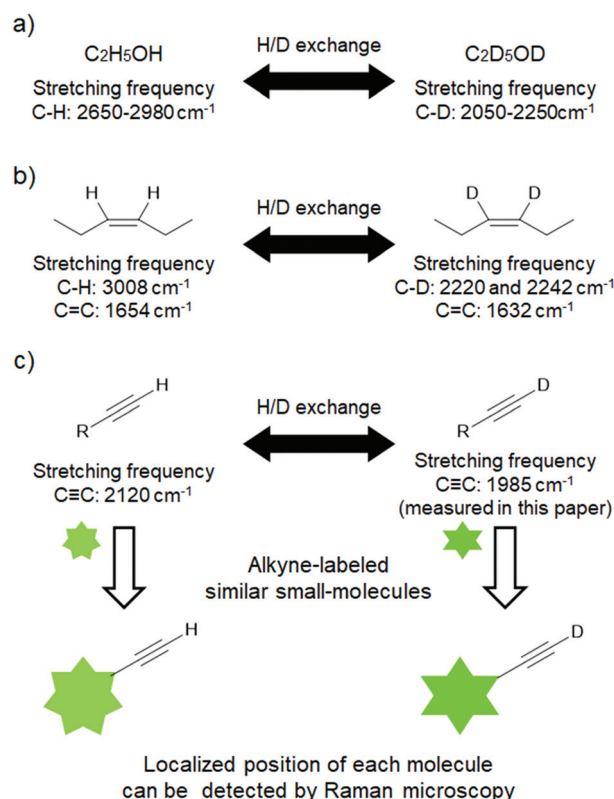 a)
C2H5OH
H/D exchange
C2D5OD
Stretching frequency
C-H: 2650-2980 cm-1
Stretching frequency
C-D: 2050-2250cm-1
b)
H H
H/D exchange
D D
Stretching frequency
C-H: 3008 cm-1
C=C: 1654 cm-1
Stretching frequency
C-D: 2220 and 2242 cm-1
C=C: 1632 cm-1
c)
H
R
H/D exchange
D
R
Stretching frequency
C≡C: 2120 cm-1
Stretching frequency
C≡C: 1985 cm-1
(measured in this paper)
Alkyne-labeled
similar small-molecules
H
D
Localized position of each molecule
can be detected by Raman microscopy